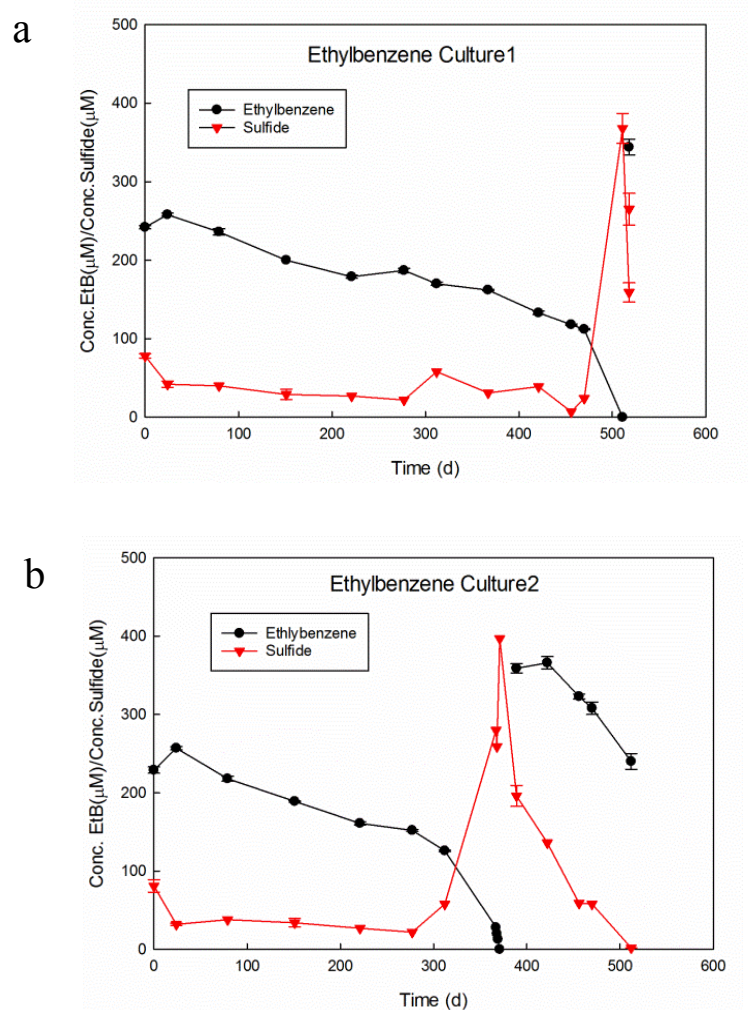 a
Ethylbenzene Culture1
Ethylbenzene
Sulfide
Conc.EtB(μM)/Conc.Sulfide(μM)
500
400
300
200
100
0
0 100 200 300 400 500 600
Time (d)
b
Ethylbenzene Culture2
Ethlybenzene
Sulfide
Conc. EtB(μM)/Conc.Sulfide(μM)
500
400
300
200
100
0
0 100 200 300 400 500 600
Time (d)